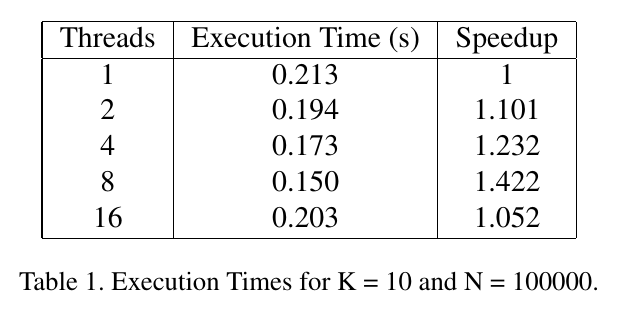 Threads Execution Time (s) Speedup
1 0.213 1
2 0.194 1.101
4 0.173 1.232
8 0.150 1.422
16 0.203 1.052
Table 1. Execution Times for K = 10 and N = 100000.